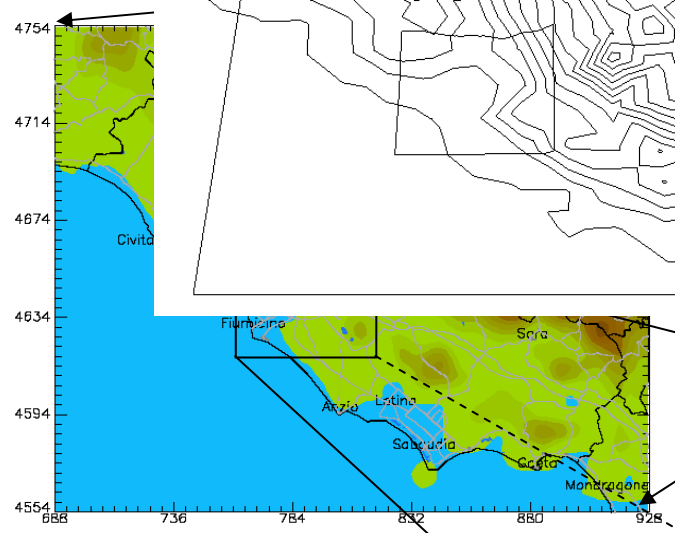 4754
4714
4674
Civita
4634
Fiumicino
Sora
4594
Anzio
Latina
Sabaudia
Gaeta
Mondragone
4554
688 736 784 832 880 928